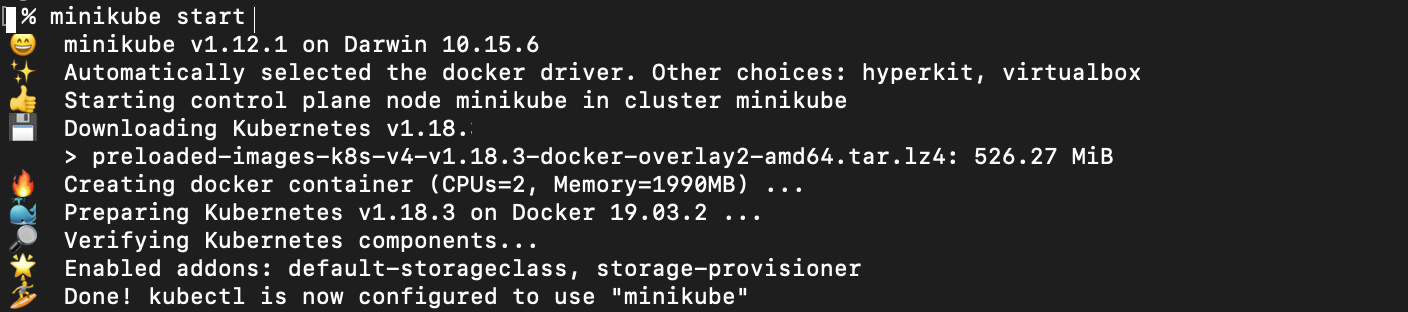 % minikube start
😄 minikube v1.12.1 on Darwin 10.15.6
✨ Automatically selected the docker driver. Other choices: hyperkit, virtualbox
👍 Starting control plane node minikube in cluster minikube
💾 Downloading Kubernetes v1.18.
> preloaded-images-k8s-v4-v1.18.3-docker-overlay2-amd64.tar.lz4: 526.27 MiB
🔥 Creating docker container (CPUs=2, Memory=1990MB) ...
🐳 Preparing Kubernetes v1.18.3 on Docker 19.03.2 ...
🔎 Verifying Kubernetes components...
🌟 Enabled addons: default-storageclass, storage-provisioner
🏄 Done! kubectl is now configured to use "minikube"